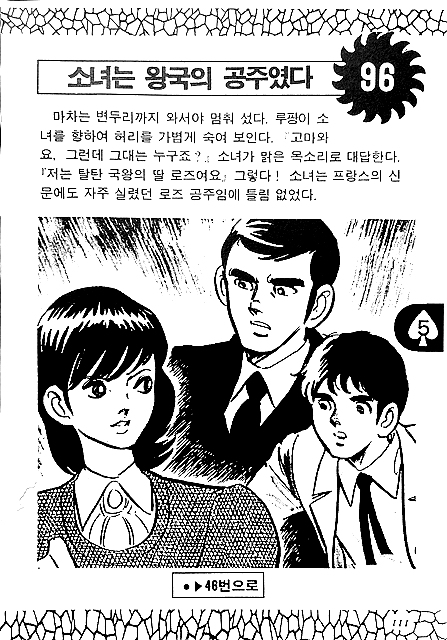 소녀는 왕국의 공주였다
96
마차는 변두리까지 와서야 멈춰 섰다. 루팡이 소
녀를 향하여 허리를 가볍게 숙여 보인다. 『고마와
요. 그런데 그대는 누구죠?』 소녀가 맑은 목소리로 대답한다.
『저는 탈탄 국왕의 딸 로즈여요』 그렇다! 소녀는 프랑스의 신
문에도 자주 실렸던 로즈 공주임에 틀림 없었다.
5
●▶46번으로